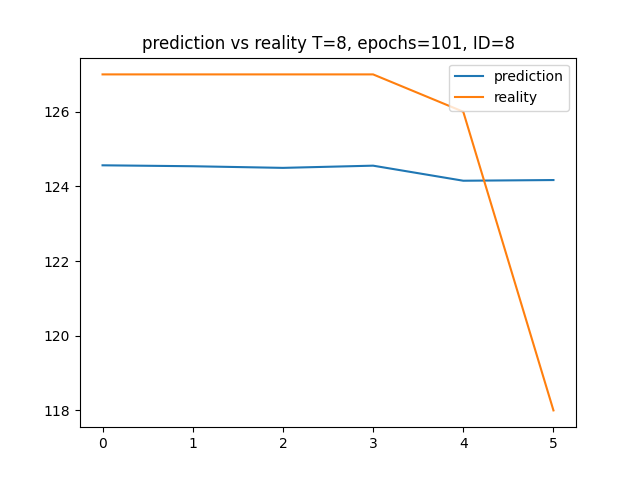 prediction vs reality T=8, epochs=101, ID=8
prediction
reality
126
124
122
120
118
0 1 2 3 4 5